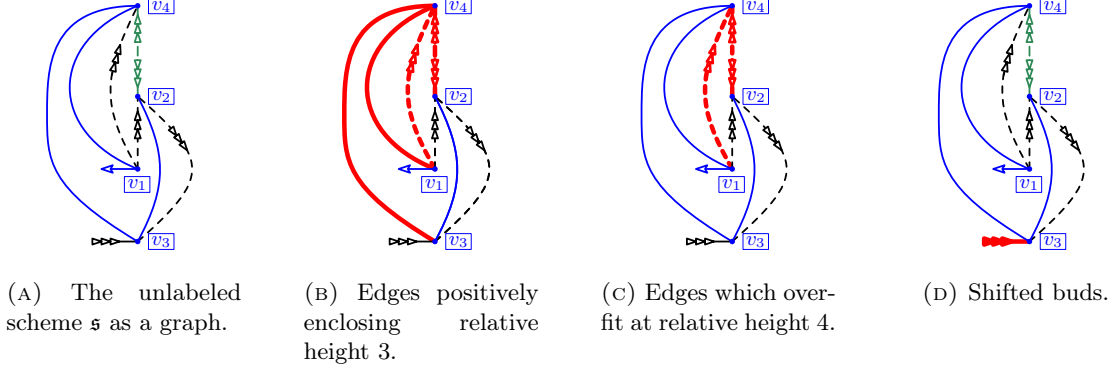 v4 v4 v4 v4
v2 v2 v2 v2
v1 v1 v1 v1
v3 v3 v3 v3
(A) The unlabeled
scheme 𝔰 as a graph.
(B) Edges positively
enclosing relative
height 3.
(C) Edges which over-
fit at relative height 4.
(D) Shifted buds.